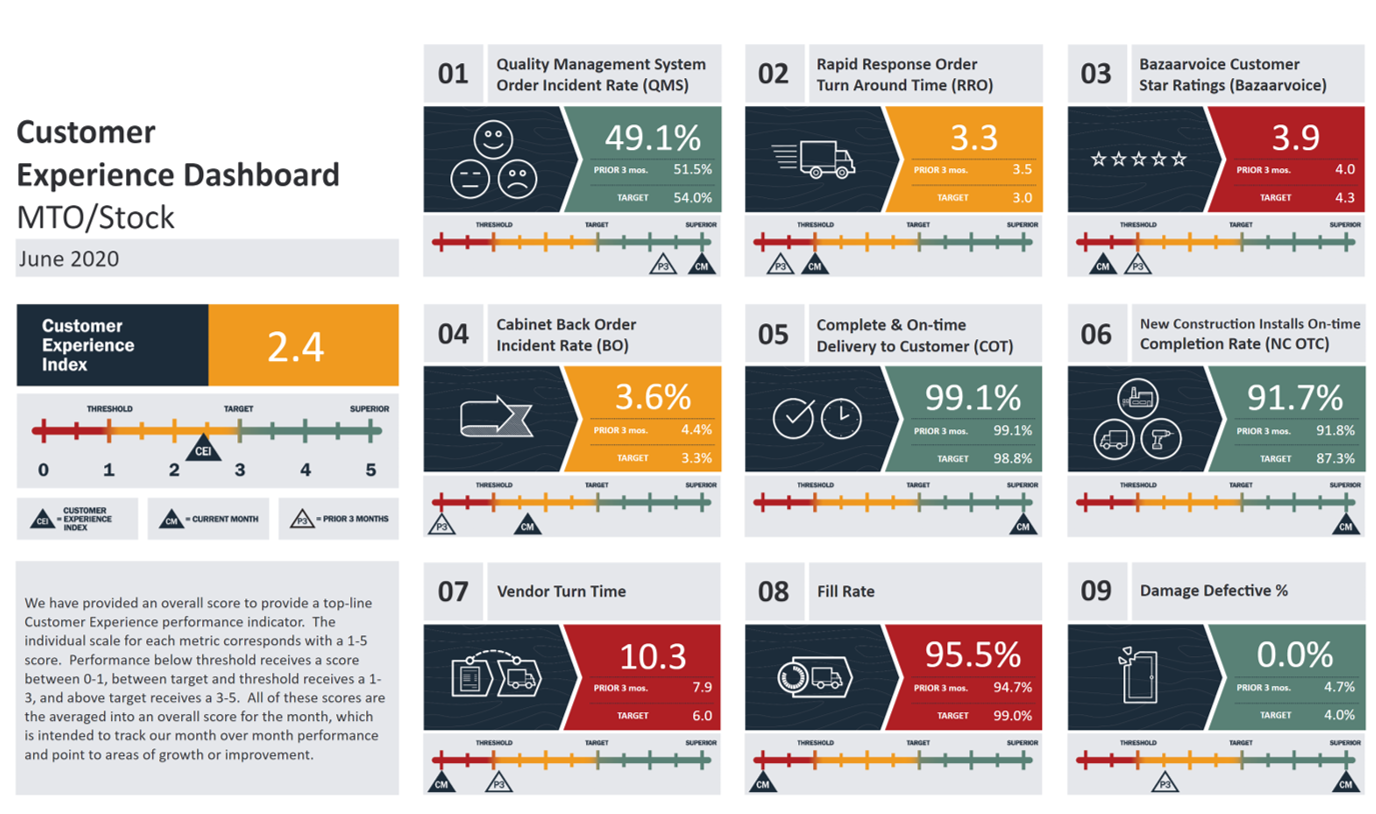 Customer
Experience Dashboard
MTO/Stock
June 2020
Customer
Experience
Index
2.4
THRESHOLD TARGET SUPERIOR
CEI
0 1 2 3 4 5
CEI = CUSTOMER EXPERIENCE INDEX
CM = CURRENT MONTH
P3 = PRIOR 3 MONTHS
We have provided an overall score to provide a top-line
Customer Experience performance indicator. The
individual scale for each metric corresponds with a 1-5
score. Performance below threshold receives a score
between 0-1, between target and threshold receives a 1-
3, and above target receives a 3-5. All of these scores are
the averaged into an overall score for the month, which
is intended to track our month over month performance
and point to areas of growth or improvement.
01
Quality Management System
Order Incident Rate (QMS)
49.1%
PRIOR 3 mos. 51.5%
TARGET 54.0%
THRESHOLD TARGET SUPERIOR
P3 CM
02
Rapid Response Order
Turn Around Time (RRO)
3.3
PRIOR 3 mos. 3.5
TARGET 3.0
THRESHOLD TARGET SUPERIOR
P3 CM
03
Bazaarvoice Customer
Star Ratings (Bazaarvoice)
3.9
PRIOR 3 mos. 4.0
TARGET 4.3
THRESHOLD TARGET SUPERIOR
CM P3
04
Cabinet Back Order
Incident Rate (BO)
3.6%
PRIOR 3 mos. 4.4%
TARGET 3.3%
THRESHOLD TARGET SUPERIOR
P3 CM
05
Complete & On-time
Delivery to Customer (COT)
99.1%
PRIOR 3 mos. 99.1%
TARGET 98.8%
THRESHOLD TARGET SUPERIOR
CM
06
New Construction Installs On-time
Completion Rate (NC OTC)
91.7%
PRIOR 3 mos. 91.8%
TARGET 87.3%
THRESHOLD TARGET SUPERIOR
CM
07
Vendor Turn Time
10.3
PRIOR 3 mos. 7.9
TARGET 6.0
THRESHOLD TARGET SUPERIOR
CM P3
08
Fill Rate
95.5%
PRIOR 3 mos. 94.7%
TARGET 99.0%
THRESHOLD TARGET SUPERIOR
CM
09
Damage Defective %
0.0%
PRIOR 3 mos. 4.7%
TARGET 4.0%
THRESHOLD TARGET SUPERIOR
P3 CM